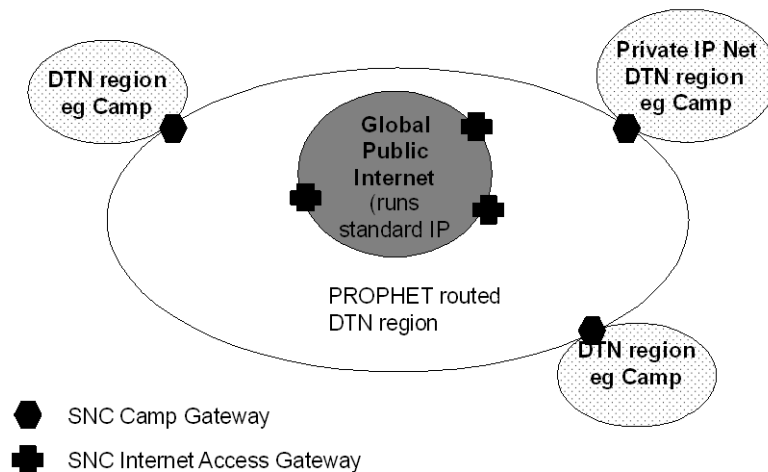 DTN region
eg Camp
Private IP Net
DTN region
eg Camp
Global
Public
Internet
(runs
standard IP
PROPHET routed
DTN region
DTN region
eg Camp
SNC Camp Gateway
SNC Internet Access Gateway